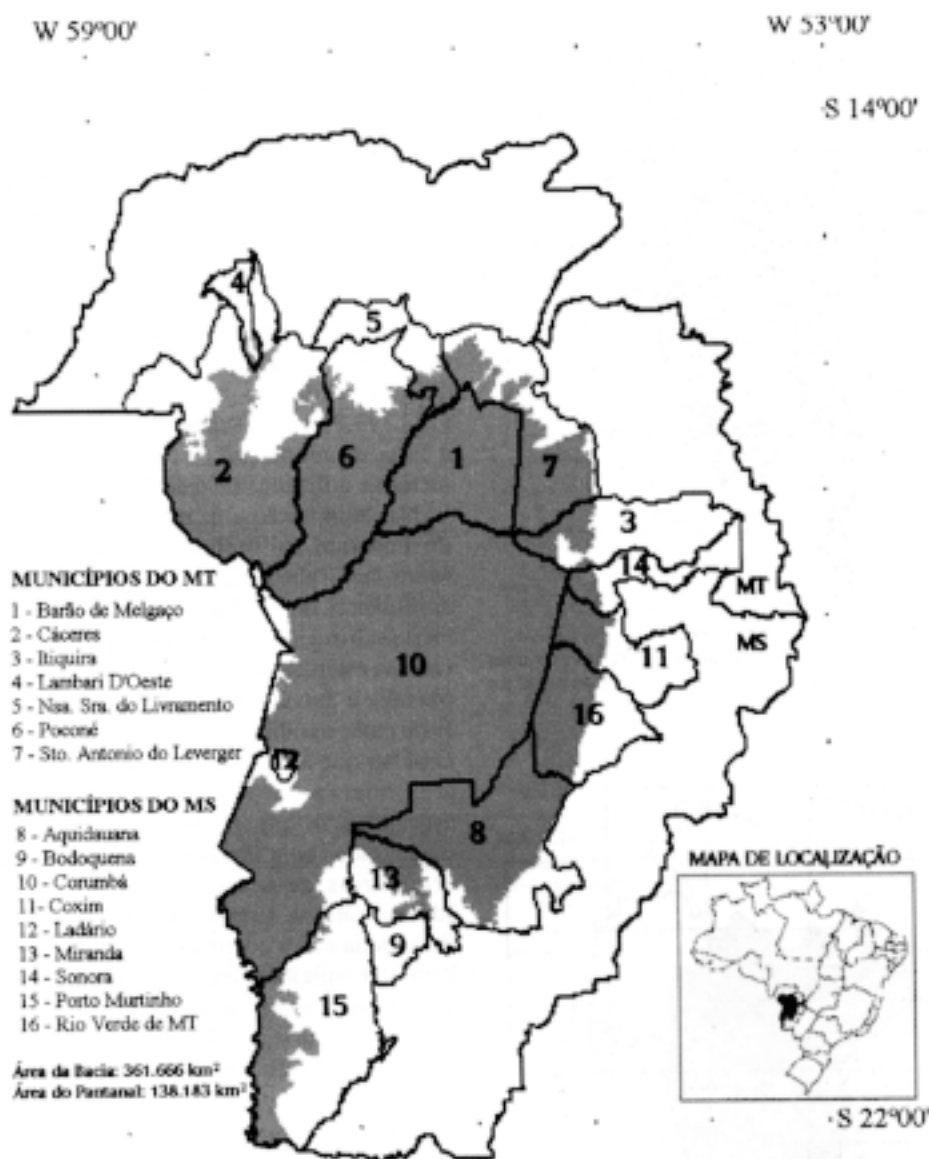 W 59°00'
W 53°00'
S 14°00'
4
5
2
6
1
7
3
14
MT
MS
11
10
16
12
8
13
9
15
MUNICÍPIOS DO MT
1 - Barão de Melgaço
2 - Cáceres
3 - Itiquira
4 - Lambari D'Oeste
5 - Nsa. Sra. do Livramento
6 - Poconé
7 - Sto. Antonio do Leverger
MUNICÍPIOS DO MS
8 - Aquidauana
9 - Bodoquena
10 - Corumbá
11 - Coxim
12 - Ladário
13 - Miranda
14 - Sonora
15 - Porto Murtinho
16 - Rio Verde de MT
Área da Bacia: 361.666 km²
Área do Pantanal: 138.183 km²
MAPA DE LOCALIZAÇÃO
S 22°00'